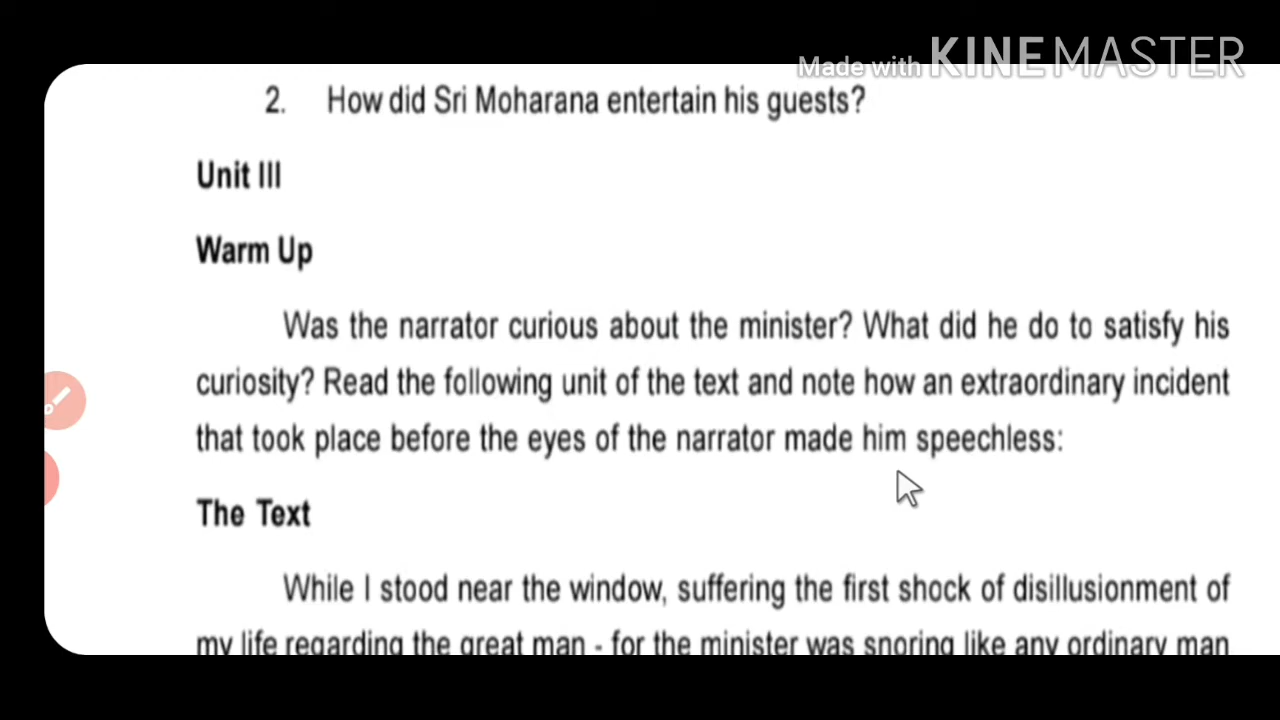 Made with KINEMASTER
2. How did Sri Moharana entertain his guests?
Unit III
Warm Up
Was the narrator curious about the minister? What did he do to satisfy his
curiosity? Read the following unit of the text and note how an extraordinary incident
that took place before the eyes of the narrator made him speechless:
The Text
While I stood near the window, suffering the first shock of disillusionment of
my life regarding the great man - for the minister was snoring like any ordinary man